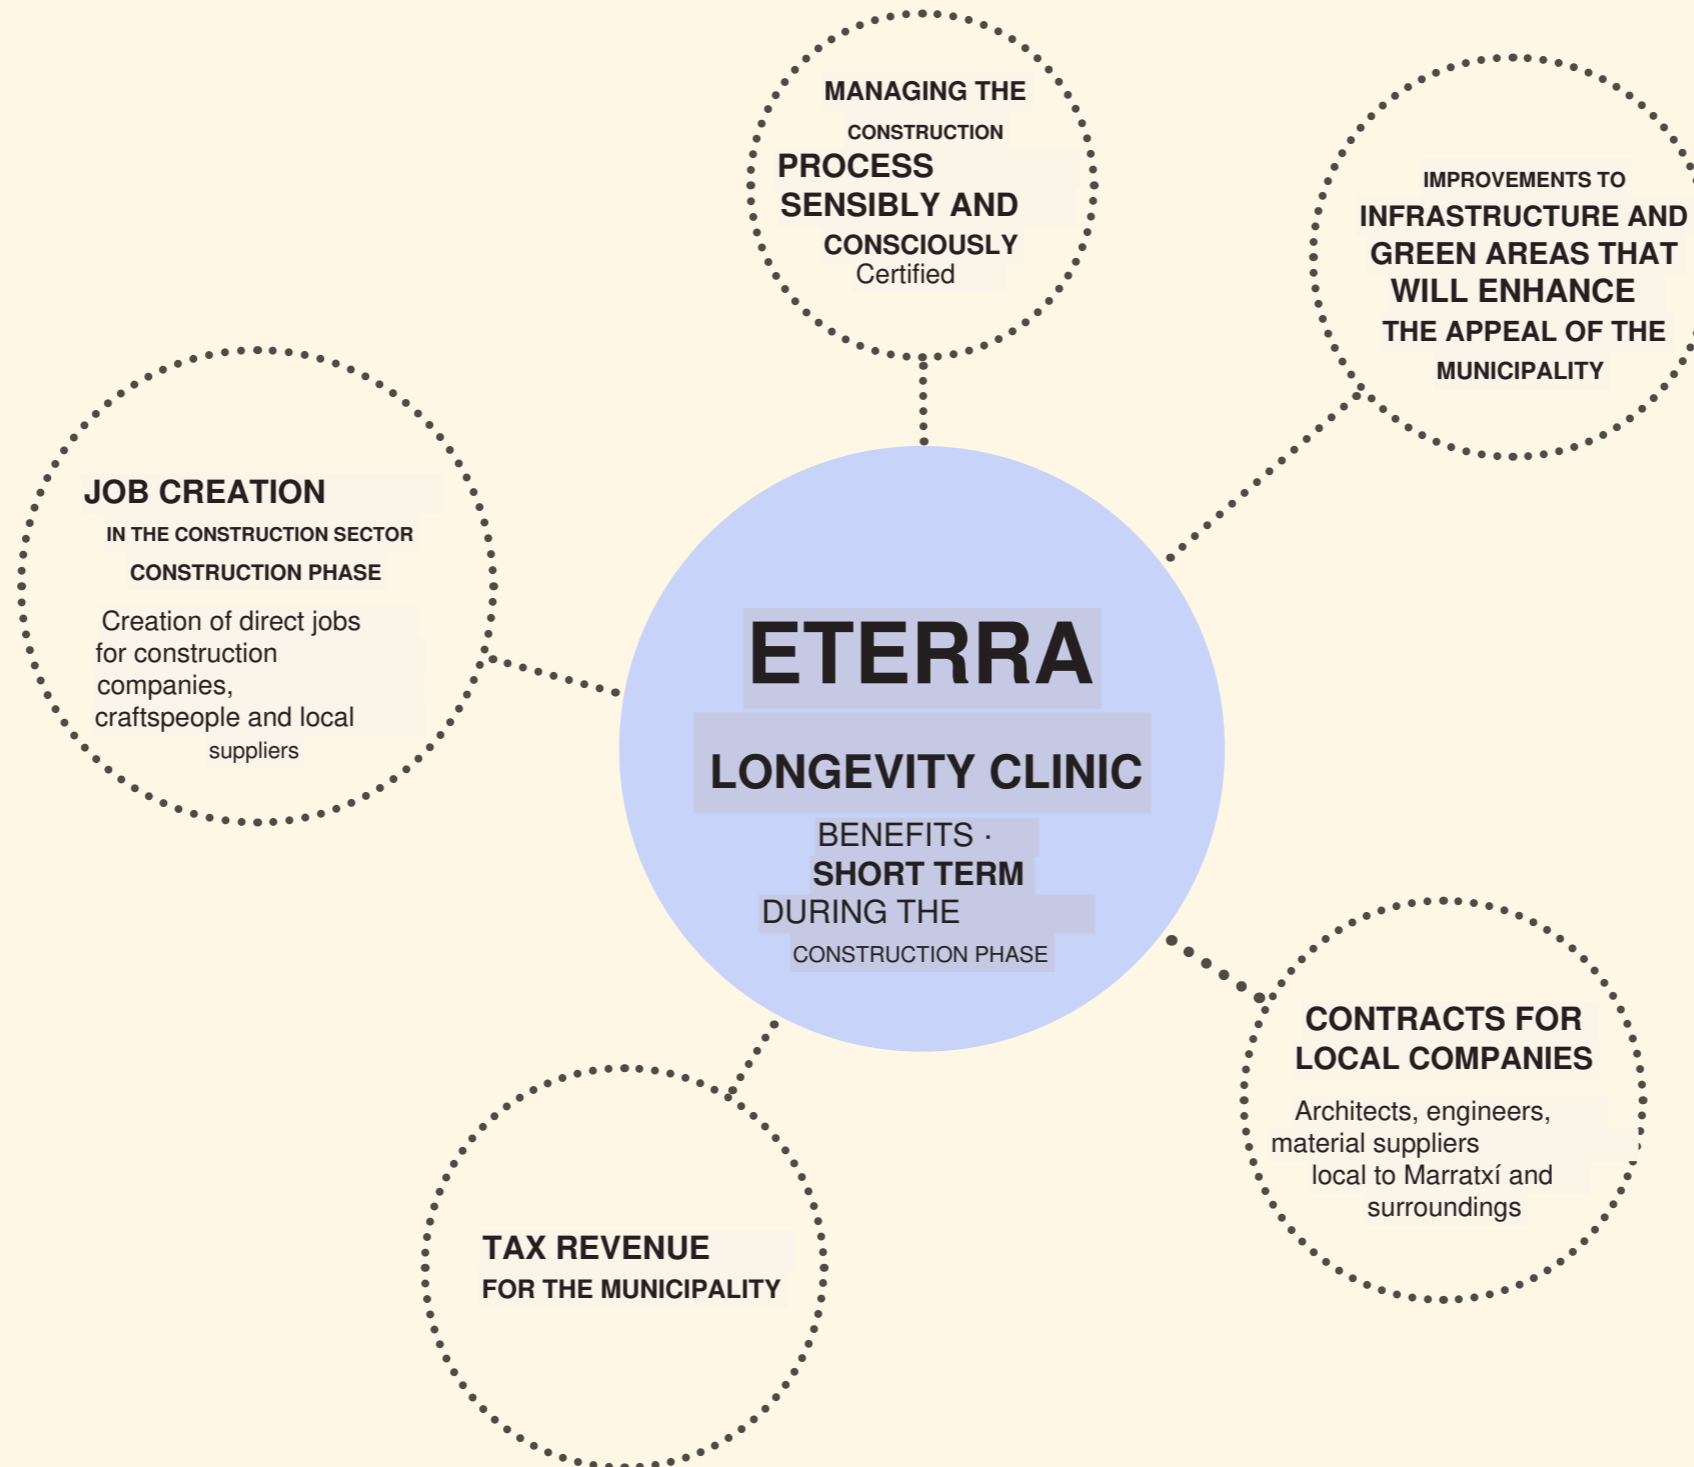 MANAGING THE
CONSTRUCTION
PROCESS
SENSIBLY AND
CONSCIOUSLY
Certified
IMPROVEMENTS TO
INFRASTRUCTURE AND
GREEN AREAS THAT
WILL ENHANCE
THE APPEAL OF THE
MUNICIPALITY
JOB CREATION
IN THE CONSTRUCTION SECTOR
CONSTRUCTION PHASE
Creation of direct jobs
for construction
companies,
craftspeople and local
suppliers
ETERRA
LONGEVITY CLINIC
BENEFITS ·
SHORT TERM
DURING THE
CONSTRUCTION PHASE
CONTRACTS FOR
LOCAL COMPANIES
Architects, engineers,
material suppliers
local to Marratxí and
surroundings
TAX REVENUE
FOR THE MUNICIPALITY